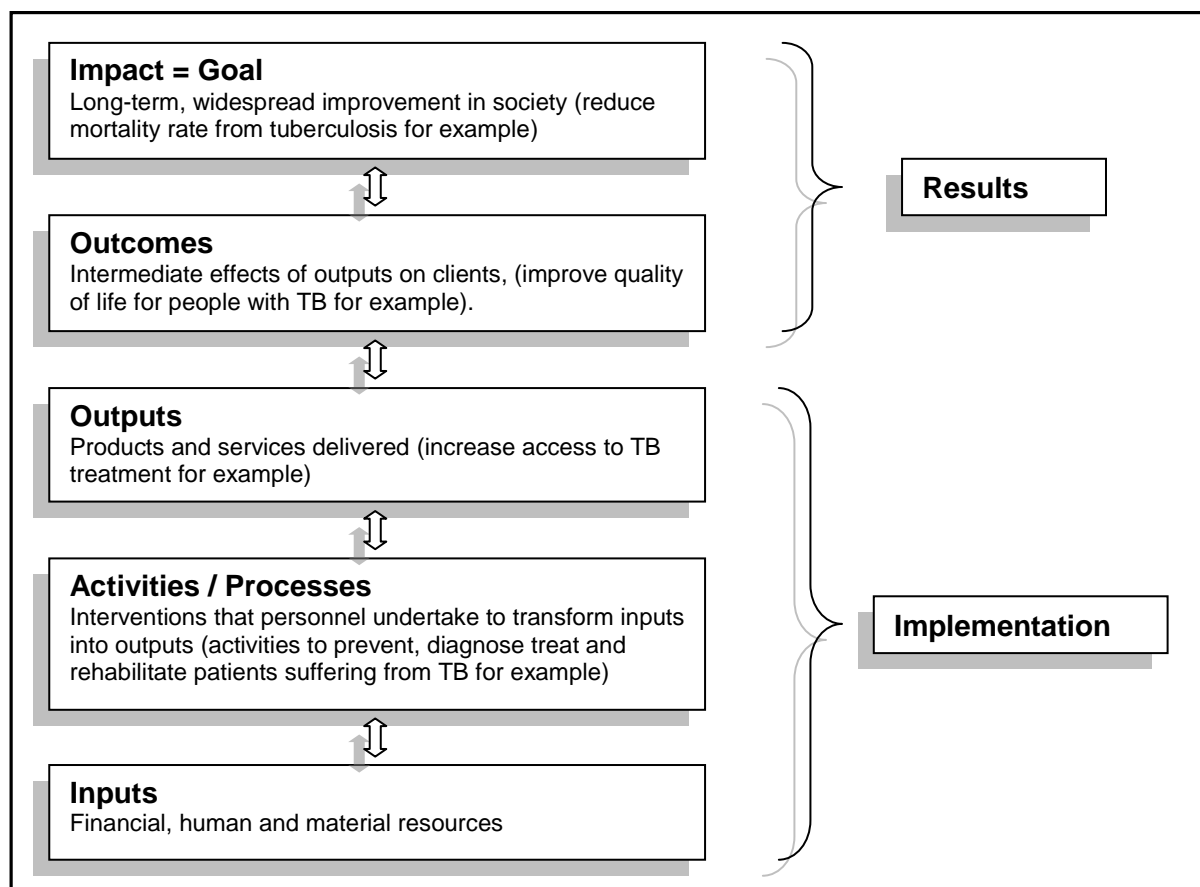 Impact = Goal
Long-term, widespread improvement in society (reduce
mortality rate from tuberculosis for example)
Results
Outcomes
Intermediate effects of outputs on clients, (improve quality
of life for people with TB for example).
Outputs
Products and services delivered (increase access to TB
treatment for example)
Activities / Processes
Interventions that personnel undertake to transform inputs
into outputs (activities to prevent, diagnose treat and
rehabilitate patients suffering from TB for example)
Implementation
Inputs
Financial, human and material resources